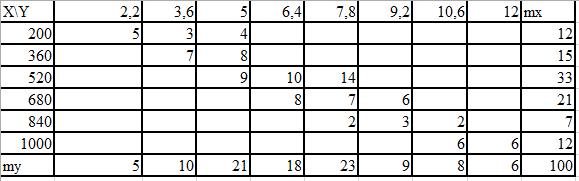 X\Y 2,2 3,6 5 6,4 7,8 9,2 10,6 12 mx
200 5 3 4 12
360 7 8 15
520 9 10 14 33
680 8 7 6 21
840 2 3 2 7
1000 6 6 12
my 5 10 21 18 23 9 8 6 100